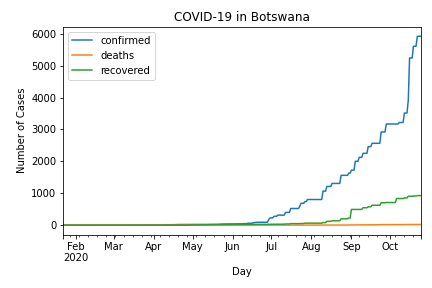 COVID-19 in Botswana
confirmed
deaths
recovered
Number of Cases
6000
5000
4000
3000
2000
1000
0
Feb Mar Apr May Jun Jul Aug Sep Oct
2020
Day